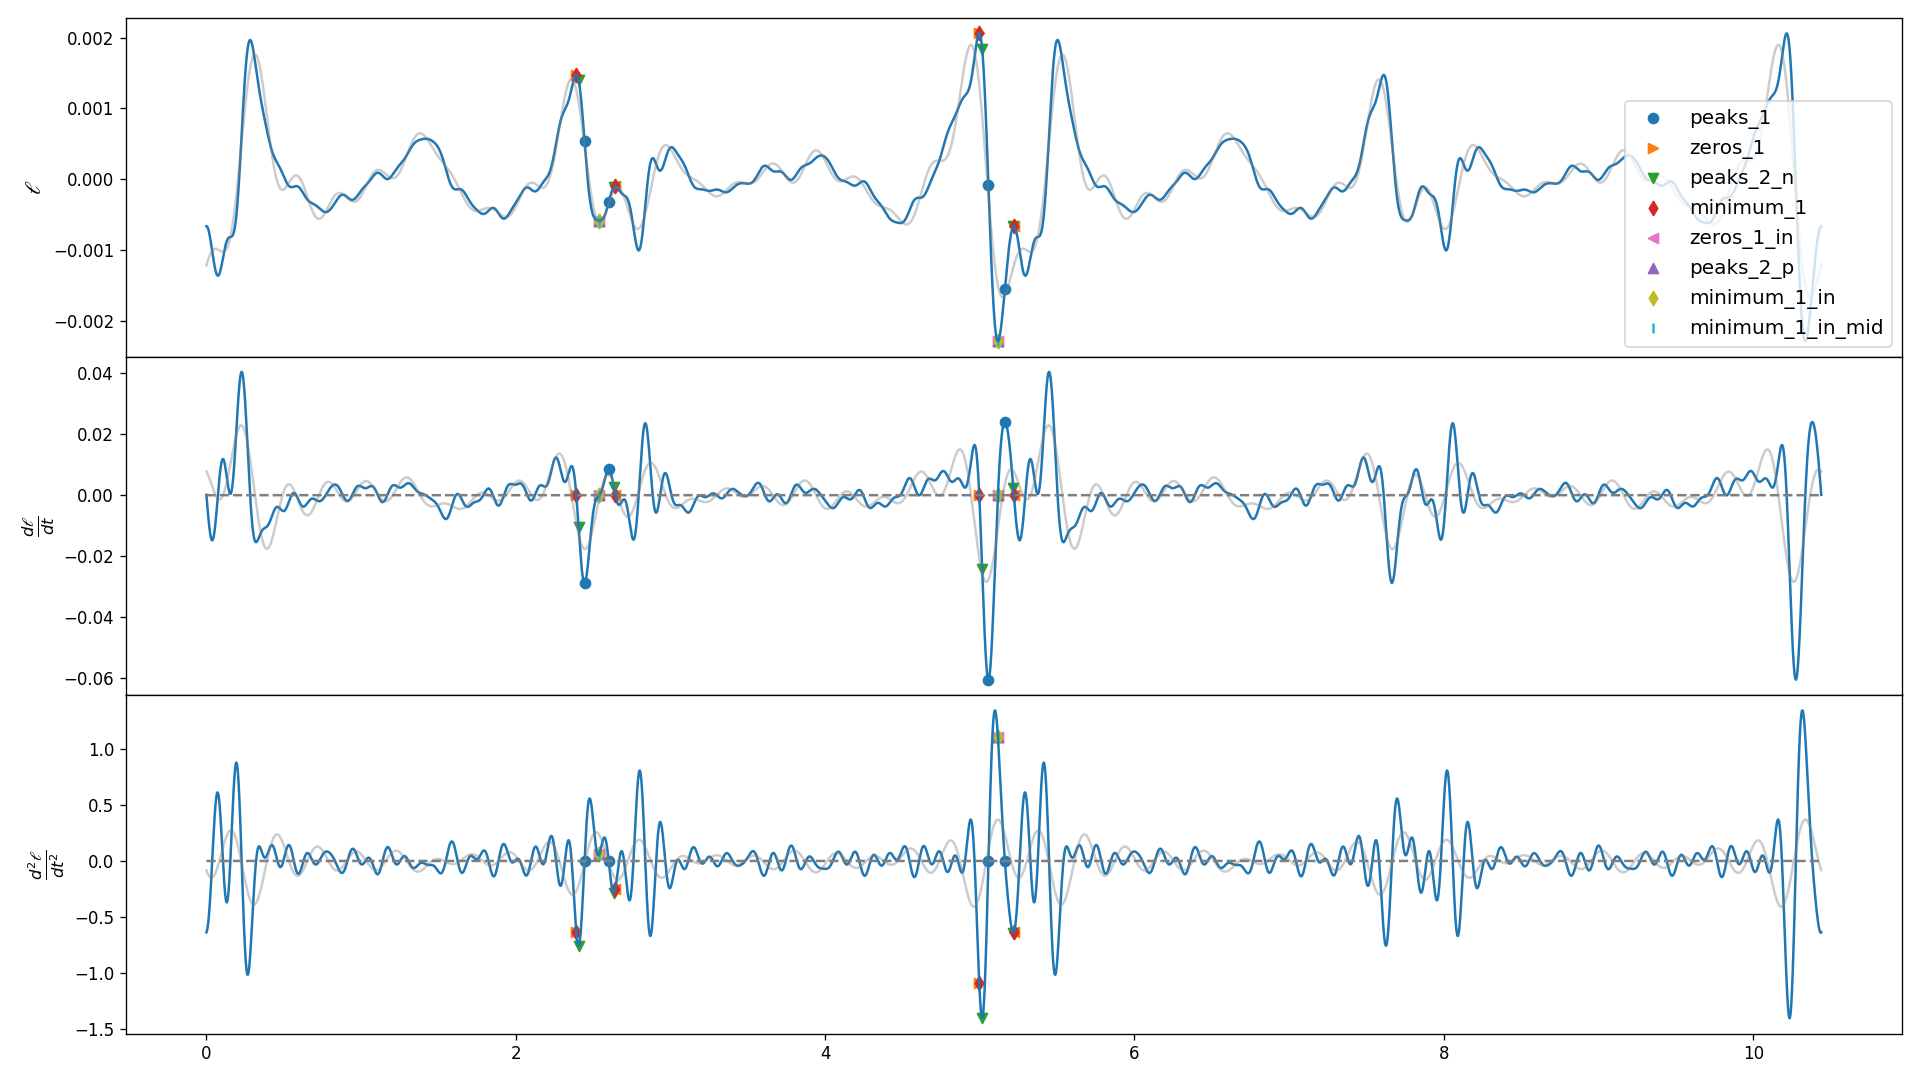 0.002
0.001
0.000
−0.001
−0.002
ℓ
peaks_1
zeros_1
peaks_2_n
minimum_1
zeros_1_in
peaks_2_p
minimum_1_in
minimum_1_in_mid
0.04
0.02
0.00
−0.02
−0.04
−0.06
dℓ
dt
1.0
0.5
0.0
−0.5
−1.0
−1.5
d²ℓ
dt²
0 2 4 6 8 10